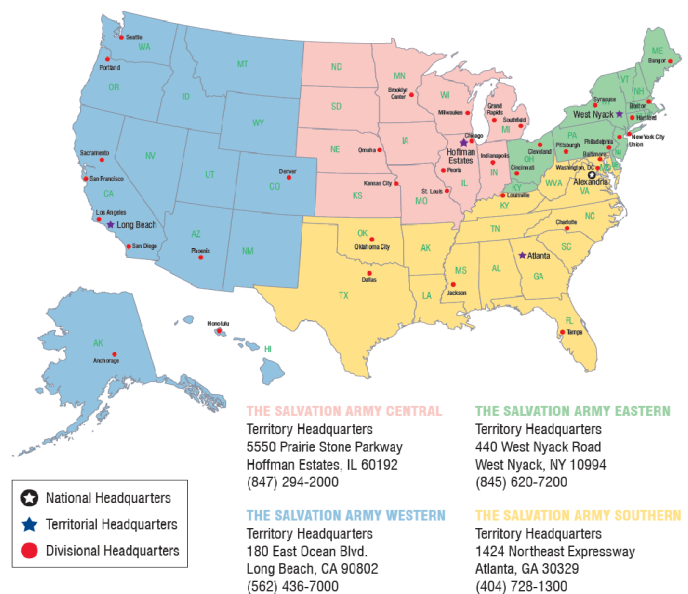 Seattle
WA
Portland
OR
MT
ID
WY
Sacramento
NV
San Francisco
CA
UT
Denver
CO
Los Angeles
Long Beach
San Diego
AZ
Phoenix
NM
ND
MN
Brooklyn
Center
SD
WI
Milwaukee
Grand
Rapids
Southfield
MI
NE
Omaha
IA
Chicago
Hoffman
Estates
Peoria
IL
Indianapolis
IN
KS
Kansas City
MO
St. Louis
ME
Bangor
VT
NH
Syracuse
Boston
West Nyack
Hartford
New York City
Union
PA
Pittsburgh
Philadelphia
Cleveland
OH
Cincinnati
KY
Baltimore
Washington, DC
Alexandria
WVA
VA
Louisville
KY
TN
Charlotte
NC
SC
OK
Oklahoma City
AK
Dallas
TX
LA
MS
Jackson
AL
Atlanta
GA
FL
Tampa
AK
Anchorage
Honolulu
HI
THE SALVATION ARMY CENTRAL
Territory Headquarters
5550 Prairie Stone Parkway
Hoffman Estates. IL 60192
(847) 294-2000
THE SALVATION ARMY EASTERN
Territory Headquarters
440 West Nyack Road
West Nyack, NY 10994
(845) 620-7200
THE SALVATION ARMY WESTERN
Territory Headquarters
180 East Ocean Blvd.
Long Beach, CA 90802
(562) 436-7000
THE SALVATION ARMY SOUTHERN
Territory Headquarters
1424 Northeast Expressway
Atlanta, GA 30329
(404) 728-1300
National Headquarters
Territorial Headquarters
Divisional Headquarters